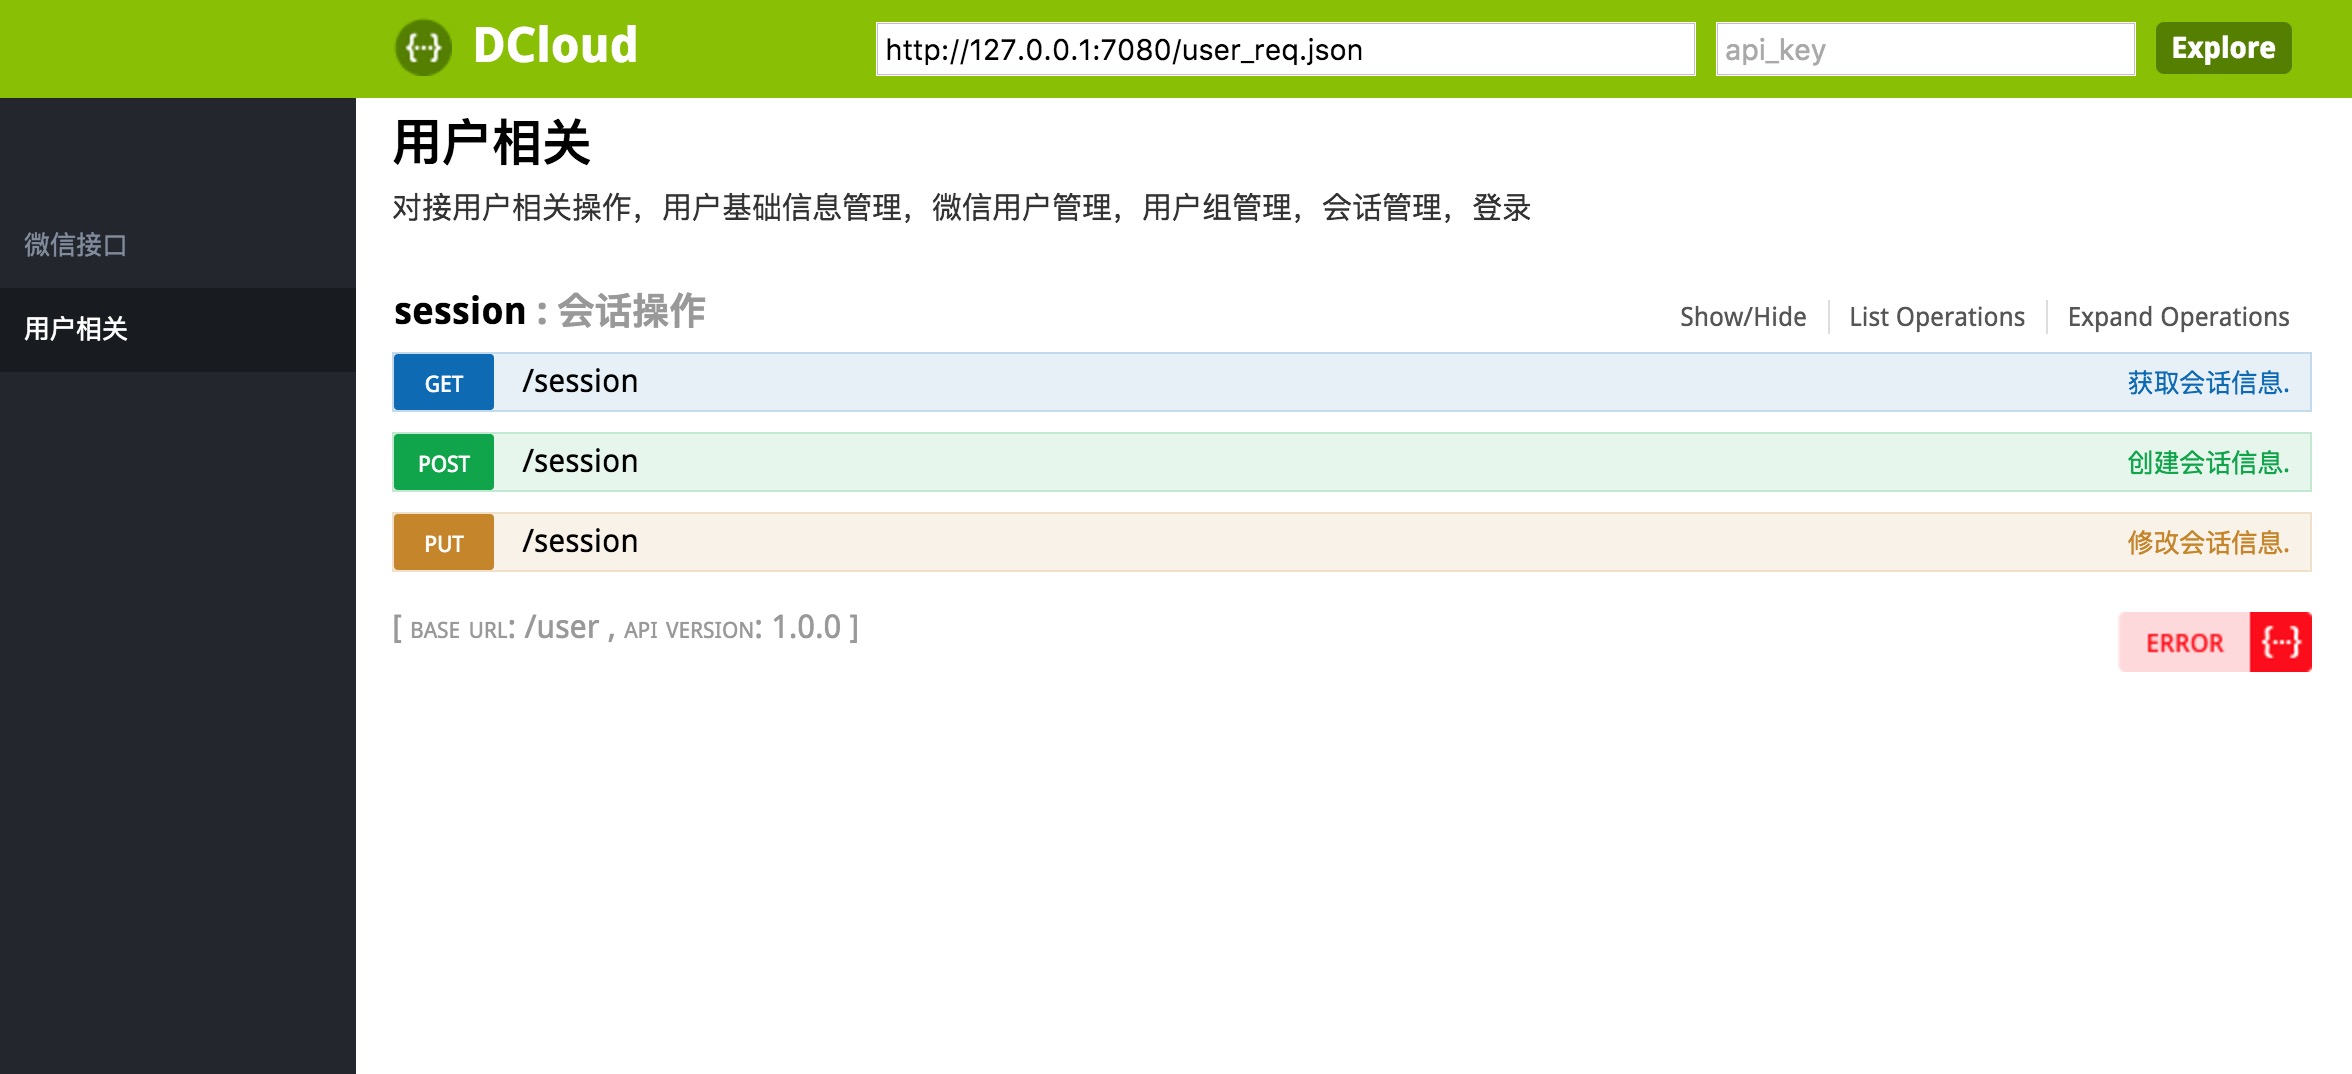 {···} DCloud http://127.0.0.1:7080/user_req.json api_key Explore
微信接口
用户相关
用户相关
对接用户相关操作，用户基础信息管理，微信用户管理，用户组管理，会话管理，登录
session : 会话操作 Show/Hide List Operations Expand Operations
GET /session 获取会话信息.
POST /session 创建会话信息.
PUT /session 修改会话信息.
[ BASE URL: /user , API VERSION: 1.0.0 ] ERROR {···}